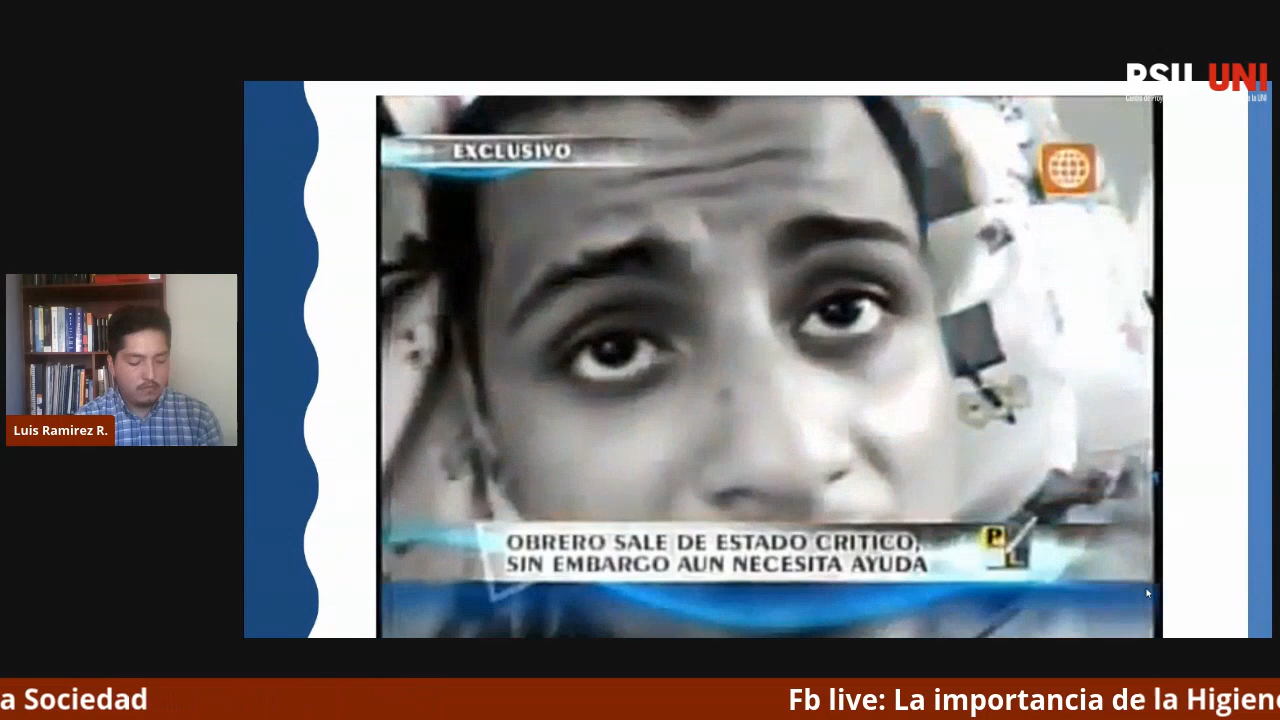 RSU UNI
EXCLUSIVO
Luis Ramirez R.
OBRERO SALE DE ESTADO CRITICO,
SIN EMBARGO AUN NECESITA AYUDA
P
L
a Sociedad
Fb live: La importancia de la Higien